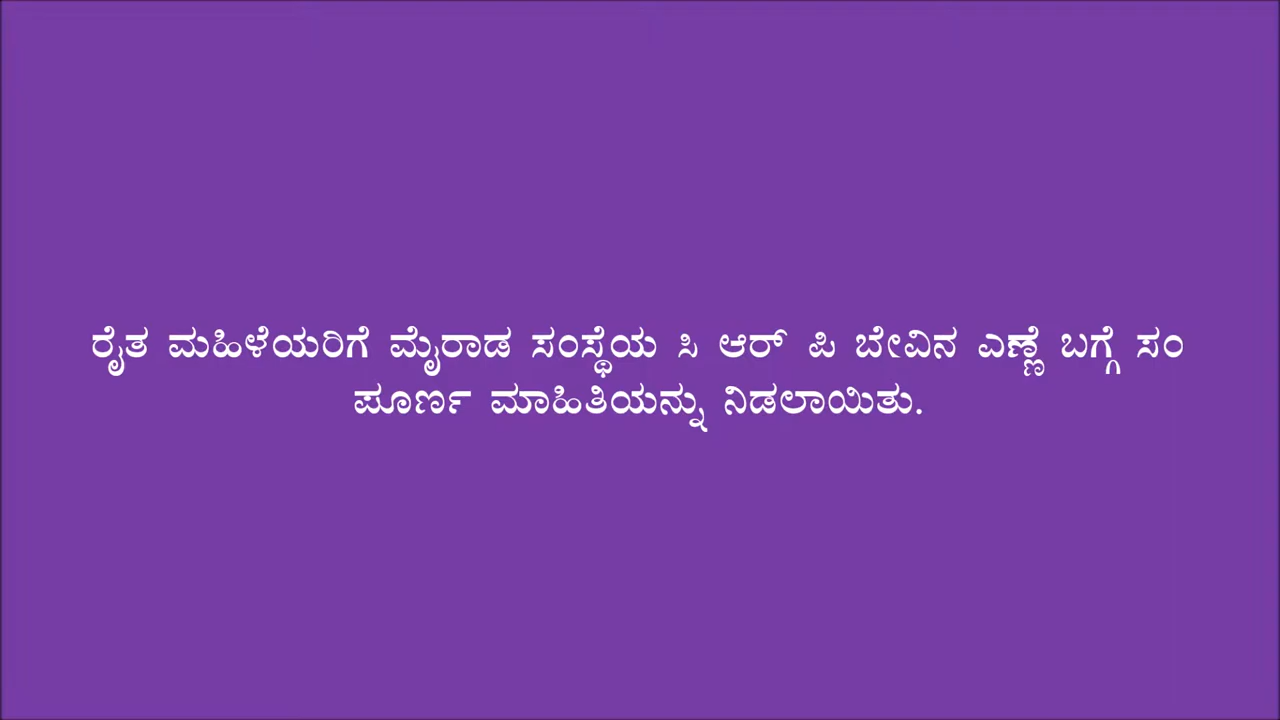 ರೈತ ಮಹಿಳೆಯರಿಗೆ ಮೈರಾಡ ಸಂಸ್ಥೆಯ ಸಿ ಆರ್ ಪಿ ಬೇವಿನ ಎಣ್ಣೆ ಬಗ್ಗೆ ಸಂ
ಪೂರ್ಣ ಮಾಹಿತಿಯನ್ನು ನಿಡಲಾಯಿತು.